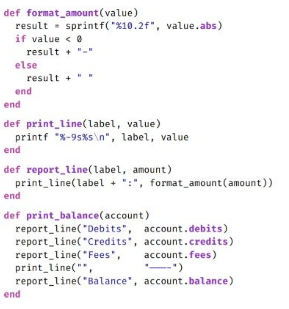 def format_amount(value)
  result = sprintf("%10.2f", value.abs)
  if value < 0
    result + "-"
  else
    result + " "
  end
end
def print_line(label, value)
  printf "%-9s%s\n", label, value
end
def report_line(label, amount)
  print_line(label + ":", format_amount(amount))
end
def print_balance(account)
  report_line("Debits",  account.debits)
  report_line("Credits", account.credits)
  report_line("Fees",    account.fees)
  print_line("",         "———-")
  report_line("Balance", account.balance)
end